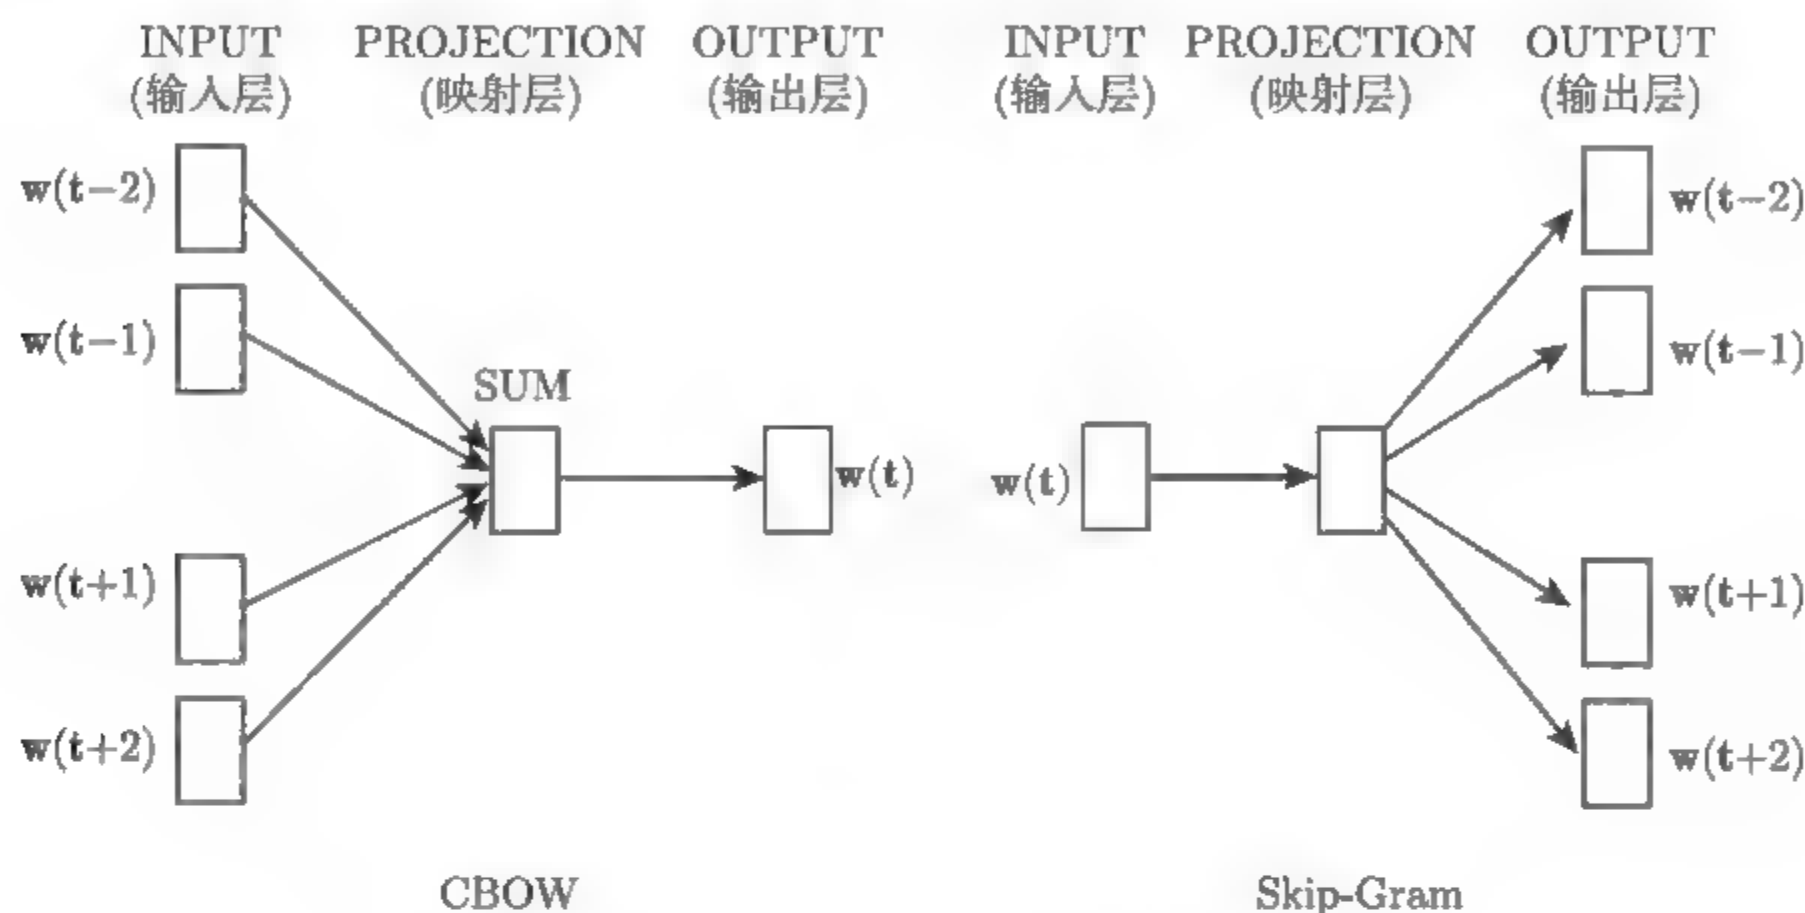 INPUT PROJECTION OUTPUT
(输入层) (映射层) (输出层)
w(t−2)
w(t−1)
SUM
w(t)
w(t+1)
w(t+2)
CBOW
INPUT PROJECTION OUTPUT
(输入层) (映射层) (输出层)
w(t−2)
w(t−1)
w(t)
w(t+1)
w(t+2)
Skip-Gram